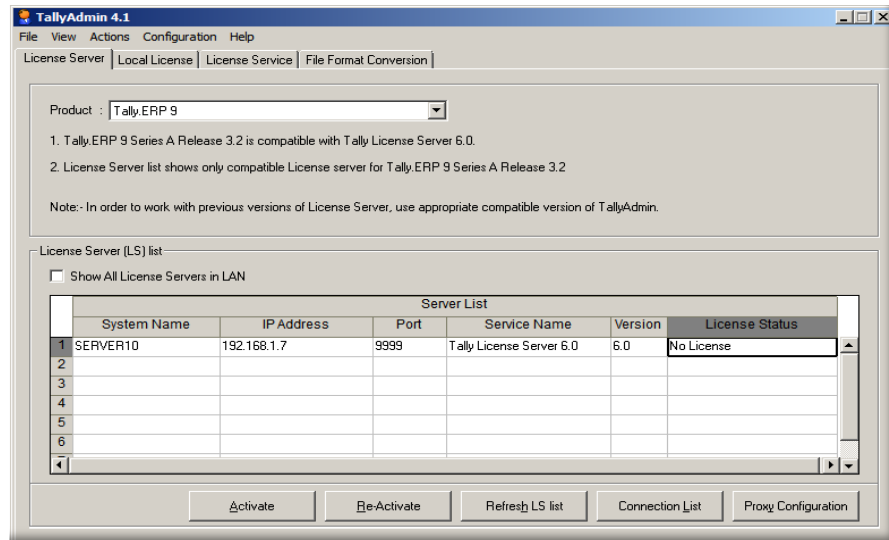 TallyAdmin 4.1
File View Actions Configuration Help
License Server Local License License Service File Format Conversion
Product : Tally.ERP 9
1. Tally.ERP 9 Series A Release 3.2 is compatible with Tally License Server 6.0.
2. License Server list shows only compatible License server for Tally.ERP 9 Series A Release 3.2
Note:- In order to work with previous versions of License Server, use appropriate compatible version of TallyAdmin.
License Server (LS) list
Show All License Servers in LAN
Server List
System Name IP Address Port Service Name Version License Status
1 SERVER10 192.168.1.7 9999 Tally License Server 6.0 6.0 No License
2
3
4
5
6
Activate Re-Activate Refresh LS list Connection List Proxy Configuration